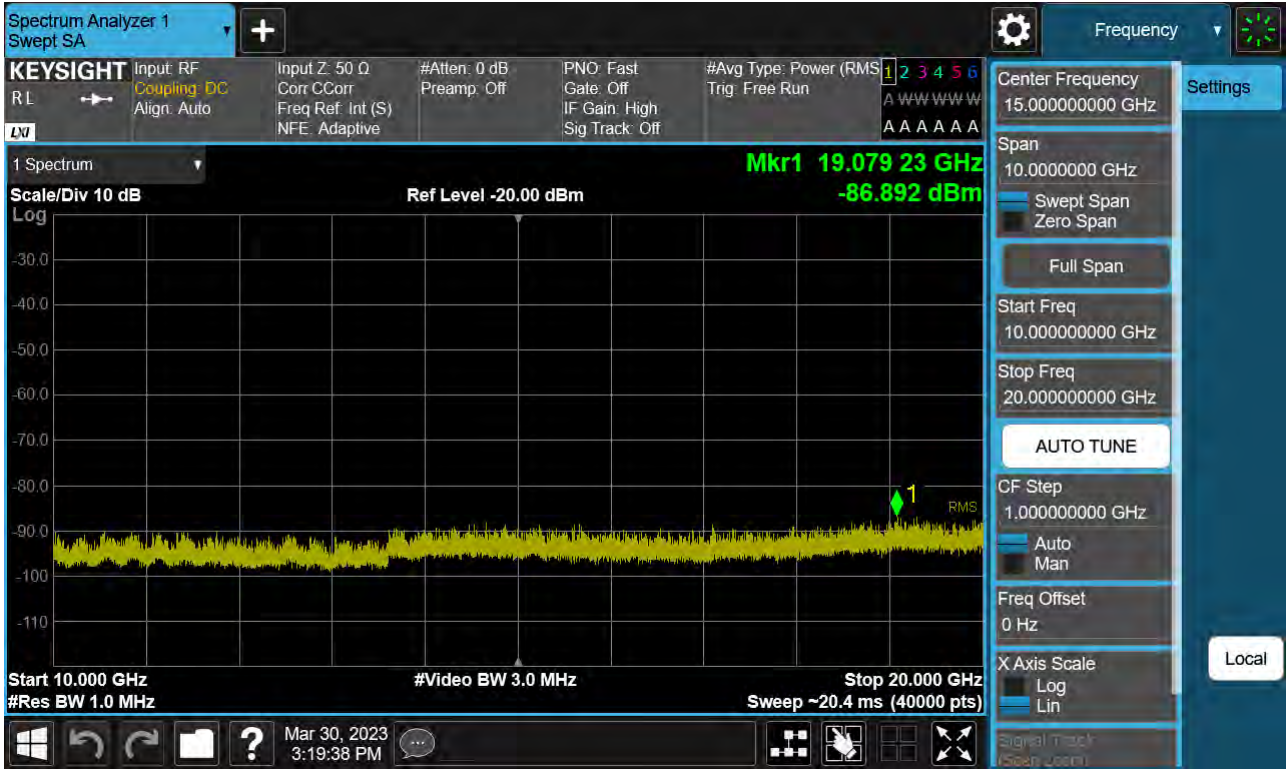 Spectrum Analyzer 1
Swept SA
+
Frequency
KEYSIGHT
RL
LXI
Input: RF
Coupling: DC
Align: Auto
Input Z: 50 Ω
Corr CCorr
Freq Ref: Int (S)
NFE: Adaptive
#Atten: 0 dB
Preamp: Off
PNO: Fast
Gate: Off
IF Gain: High
Sig Track: Off
#Avg Type: Power (RMS
Trig: Free Run
1 2 3 4 5 6
A W W W W W
A A A A A A
Center Frequency
15.000000000 GHz
Settings
Span
10.0000000 GHz
Swept Span
Zero Span
Full Span
Start Freq
10.000000000 GHz
Stop Freq
20.000000000 GHz
AUTO TUNE
CF Step
1.000000000 GHz
Auto
Man
Freq Offset
0 Hz
X Axis Scale
Log
Lin
Signal Track
(Span Zoom)
Local
1 Spectrum
Mkr1 19.079 23 GHz
-86.892 dBm
Scale/Div 10 dB
Ref Level -20.00 dBm
Log
-30.0
-40.0
-50.0
-60.0
-70.0
-80.0
-90.0
-100
-110
1
RMS
Start 10.000 GHz
#Video BW 3.0 MHz
Stop 20.000 GHz
#Res BW 1.0 MHz
Sweep ~20.4 ms (40000 pts)
?
Mar 30, 2023
3:19:38 PM